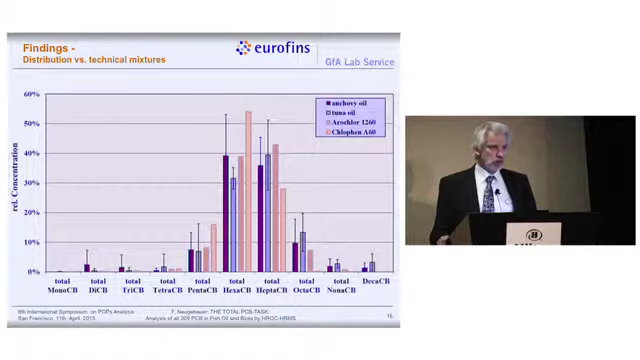 Findings -
Distribution vs. technical mixtures
eurofins
GfA Lab Service
60%
50%
40%
30%
20%
10%
0%
rel. Concentration
anchovy oil
tuna oil
Arochlor 1260
Chlophen A60
total MonoCB
total DiCB
total TriCB
total TetraCB
total PentaCB
total HexaCB
total HeptaCB
total OctaCB
total NonaCB
DecaCB
San Francisco, 11th April, 2013
F. Neugebauer: THE TOTAL PCB-TASK:
Analysis of all 209 PCB in Fish Oil and Biota by HRGC-HRMS
16